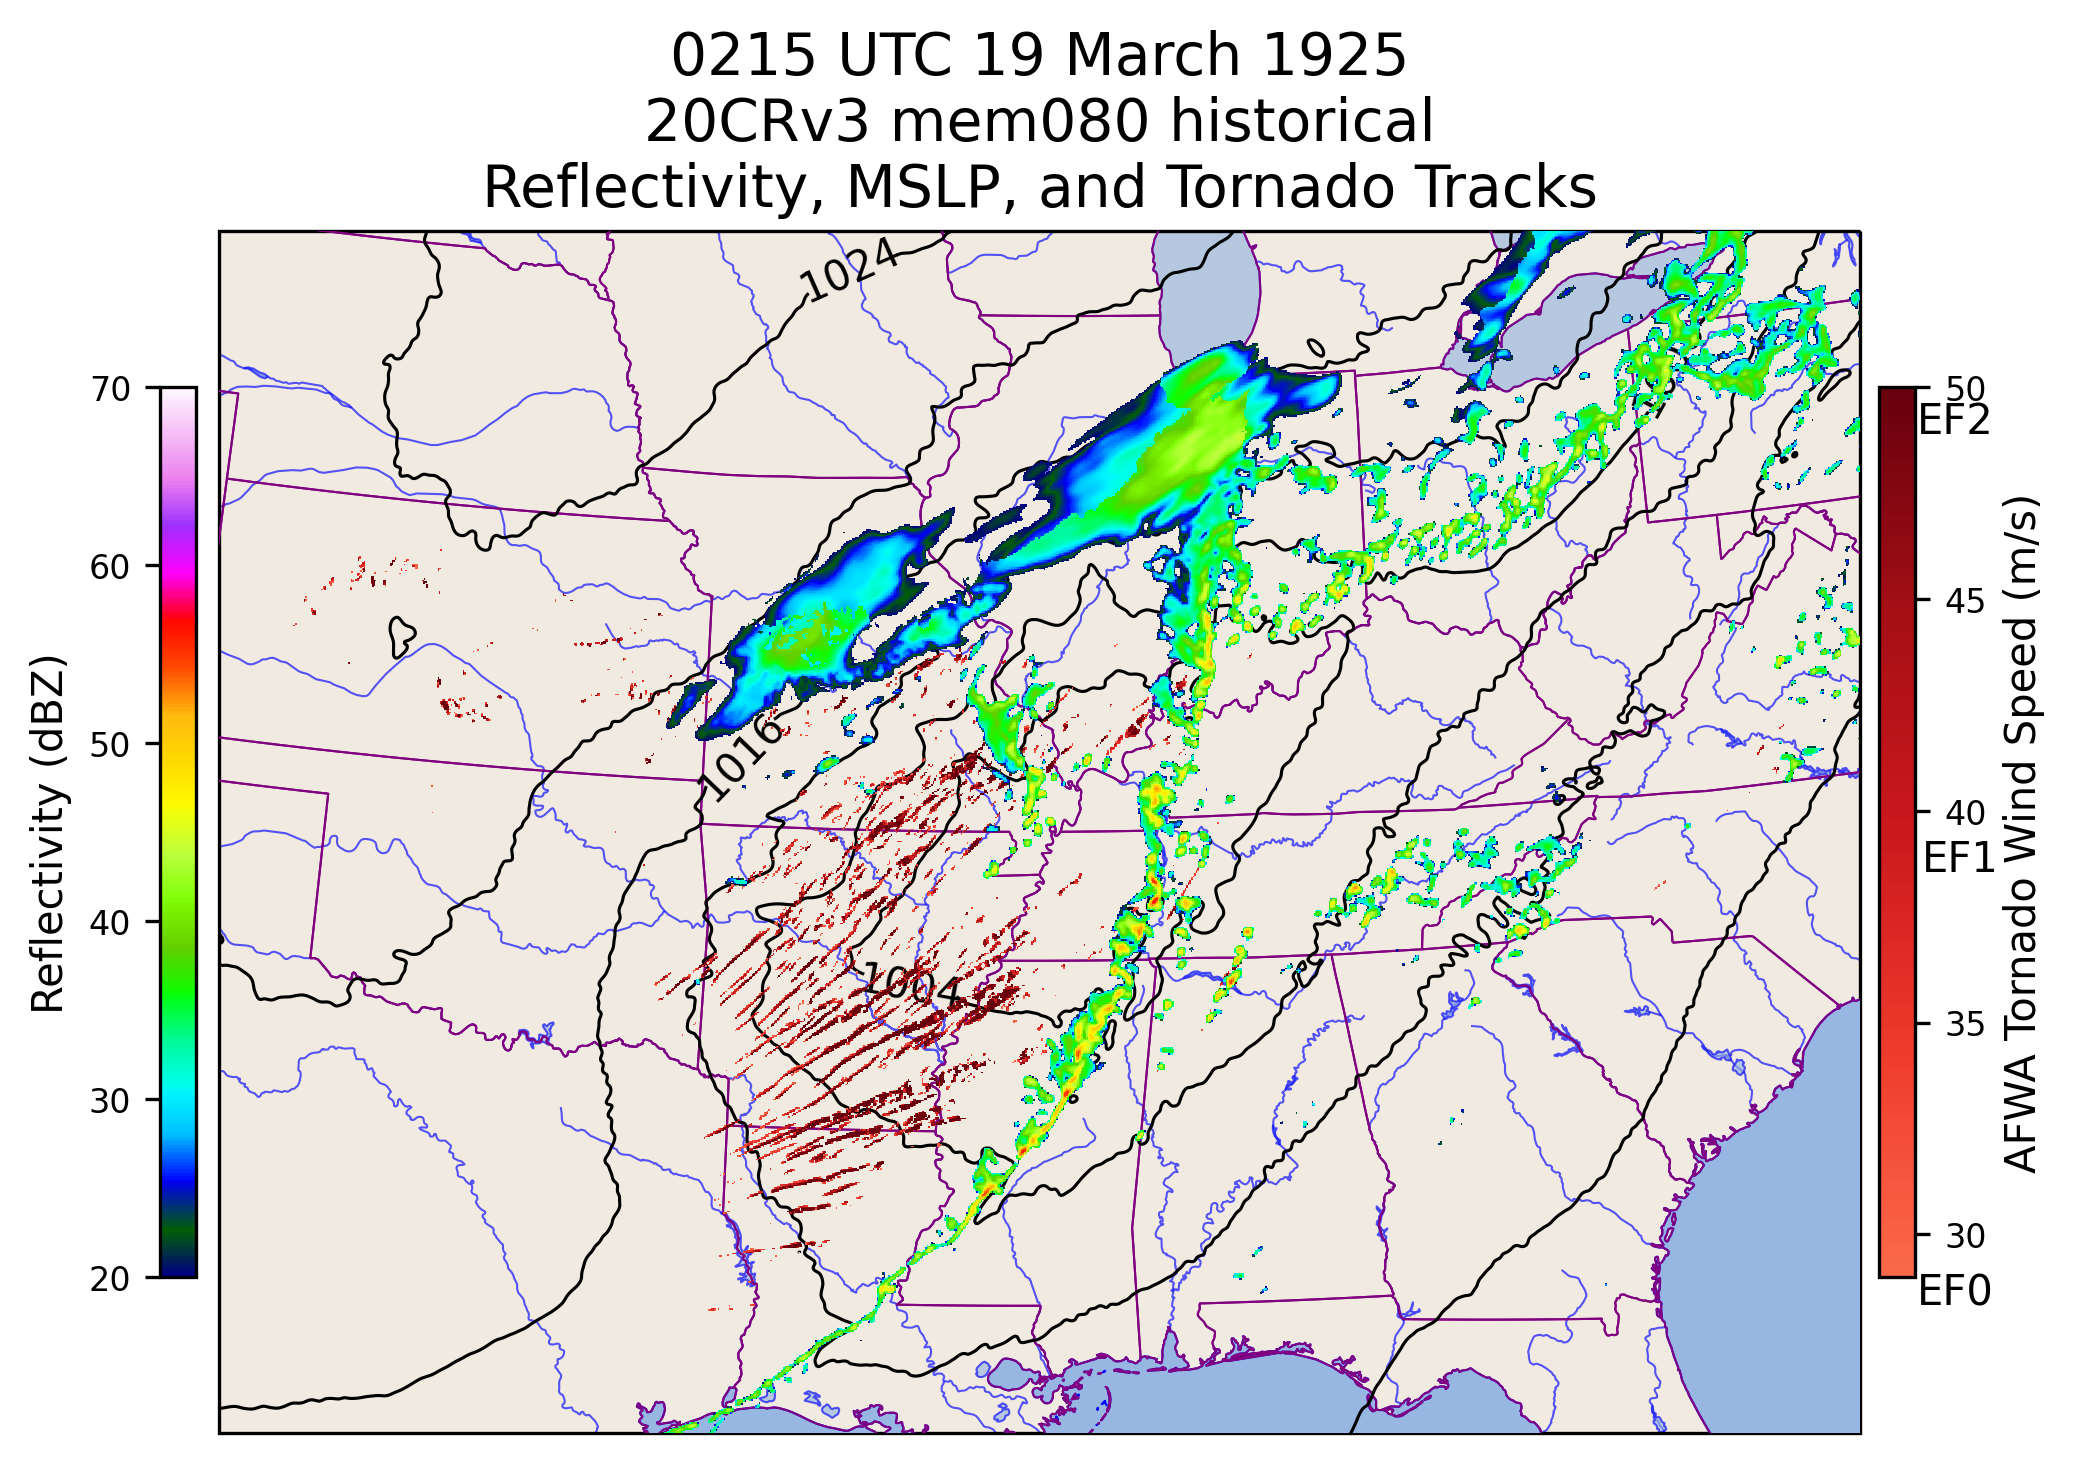 0215 UTC 19 March 1925
20CRv3 mem080 historical
Reflectivity, MSLP, and Tornado Tracks
1024
1016
1004
70
60
50
40
30
20
Reflectivity (dBZ)
50
EF2
45
40
EF1
35
30
EF0
AFWA Tornado Wind Speed (m/s)